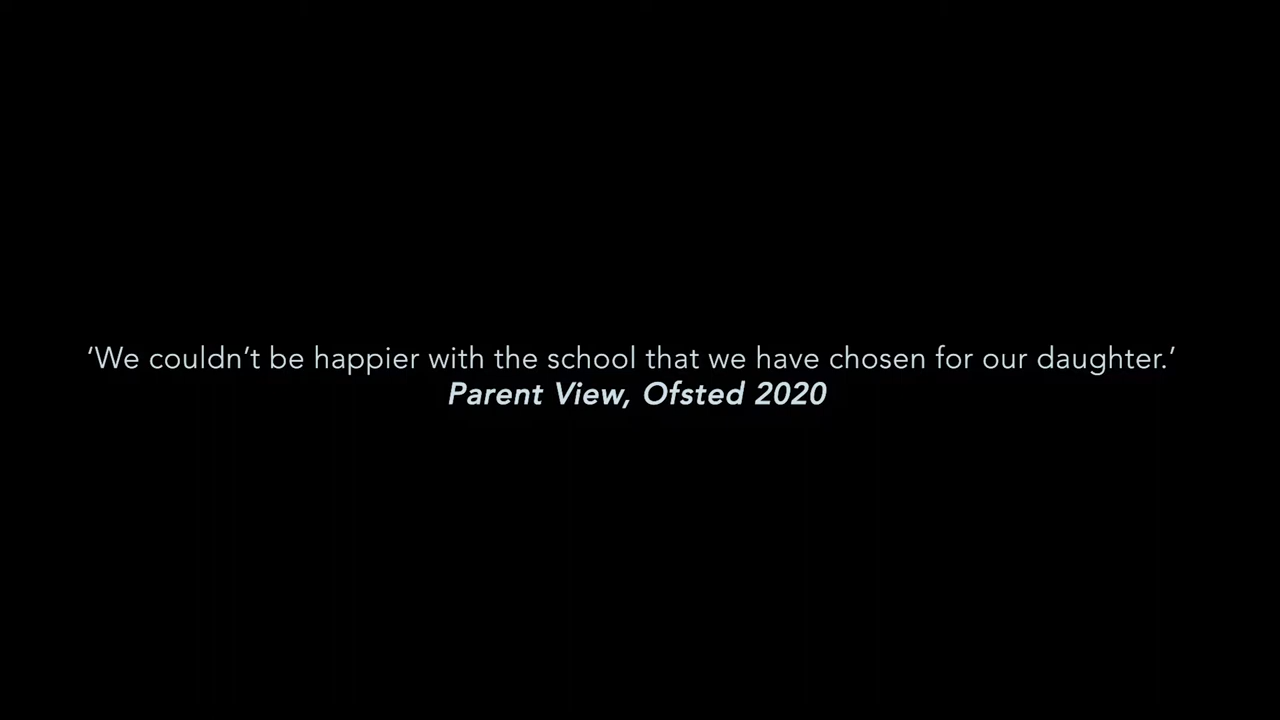 ‘We couldn’t be happier with the school that we have chosen for our daughter.’
Parent View, Ofsted 2020